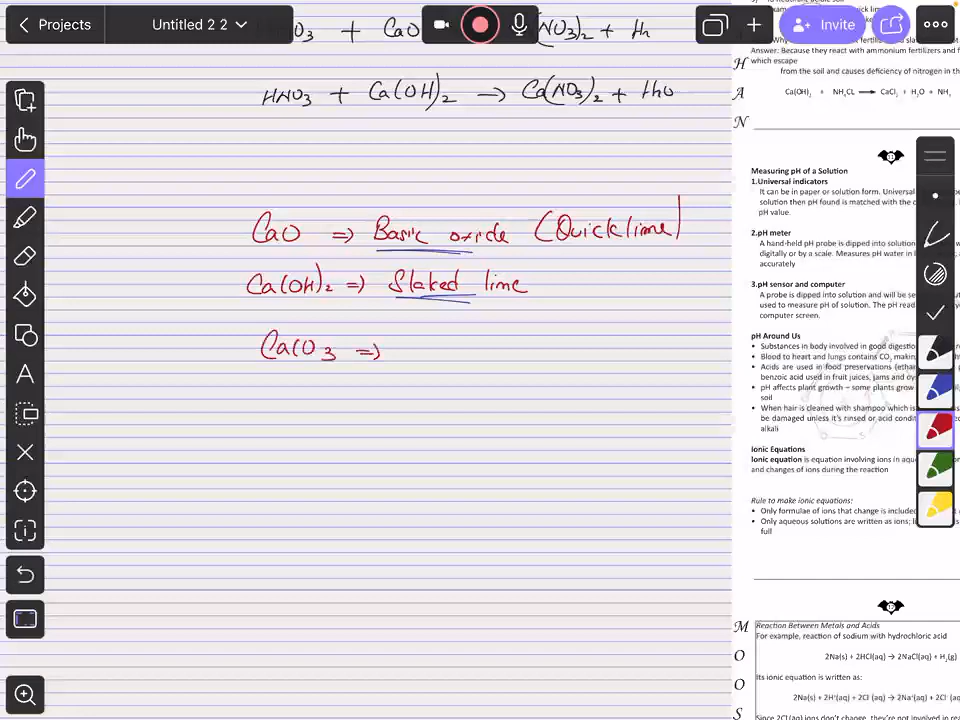 Projects
Untitled 2 2
Invite
O₃ + CaO (NO₃)₂ + H
HNO₃ + Ca(OH)₂ → Ca(NO₃)₂ + H₂O
CaO ⇒ Basic oxide (Quicklime)
Ca(OH)₂ ⇒ Slaked lime
CaCO₃ ⇒
Answer: Because they react with ammonium fertilizers and
which escape
from the soil and causes deficiency of nitrogen in th
Ca(OH)₂ + NH₄CL → CaCl₂ + H₂O + NH₃
H
A
N
Measuring pH of a Solution
1.Universal indicators
It can be in paper or solution form. Universal
solution then pH found is matched with the
pH value.
2.pH meter
A hand-held pH probe is dipped into solution
digitally or by a scale. Measures pH water in
accurately
3.pH sensor and computer
A probe is dipped into solution and will be
used to measure pH of solution. The pH read
computer screen.
pH Around Us
• Substances in body involved in good digesti
• Blood to heart and lungs contains CO₂ makin
• Acids are used in food preservations (etha
benzoic acid used in fruit juices, jams and
• pH affects plant growth – some plants grow
soil
• When hair is cleaned with shampoo which is
be damaged unless it's rinsed or acid condit
alkali
Ionic Equations
Ionic equation is equation involving ions in aque
and changes of ions during the reaction
Rule to make ionic equations:
• Only formulae of ions that change is include
• Only aqueous solutions are written as ions;
full
M
O
O
S
Reaction Between Metals and Acids
For example, reaction of sodium with hydrochloric acid
2Na(s) + 2HCl(aq) → 2NaCl(aq) + H₂(g)
Its ionic equation is written as:
2Na(s) + 2H⁺(aq) + 2Cl⁻(aq) → 2Na⁺(aq) + 2Cl⁻(a
Since 2Cl⁻(aq) ions don't change, they're not involved in rea